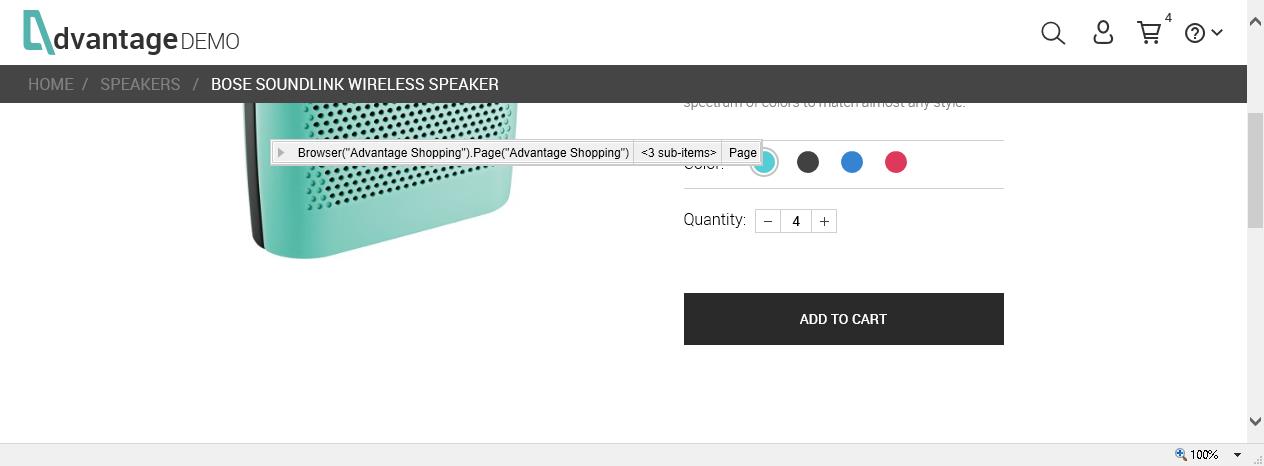 dvantage DEMO
4
HOME / SPEAKERS / BOSE SOUNDLINK WIRELESS SPEAKER
spectrum of colors to match almost any style.
Browser("Advantage Shopping").Page("Advantage Shopping") <3 sub-items> Page
Color:
Quantity: − 4 +
ADD TO CART
100%